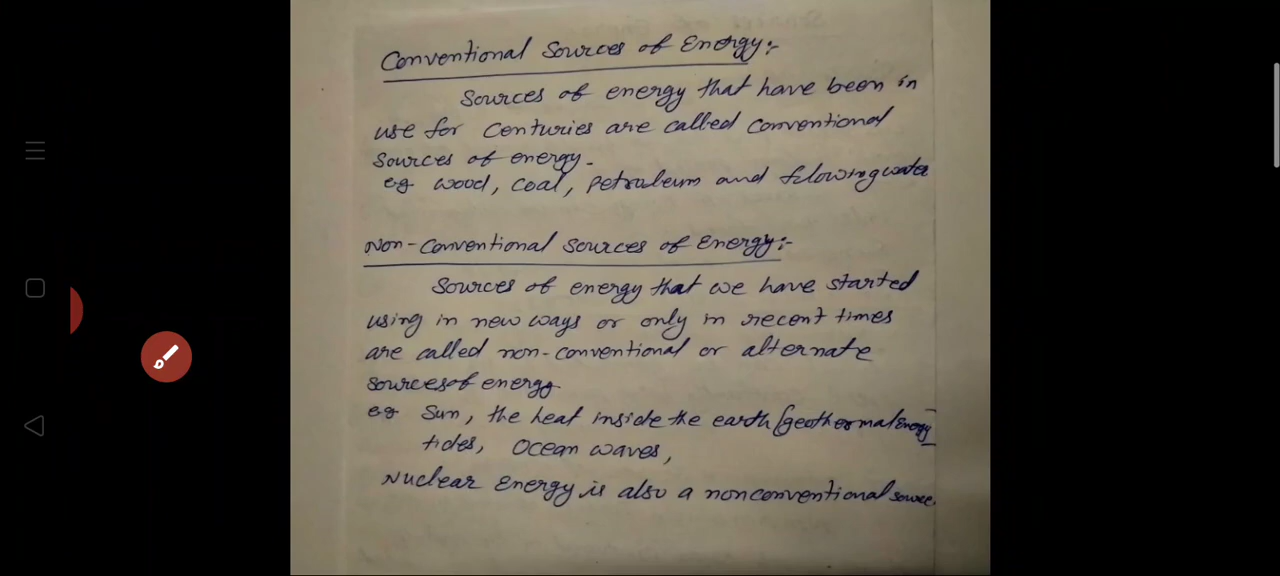 Conventional Sources of Energy:-
Sources of energy that have been in
use for centuries are called conventional
sources of energy.
eg wood, coal, petroleum and flowing water
Non-Conventional Sources of Energy:-
Sources of energy that we have started
using in new ways or only in recent times
are called non-conventional or alternate
sources of energy
eg Sun, the heat inside the earth [geothermal Energy]
tides, Ocean waves,
Nuclear Energy is also a nonconventional source